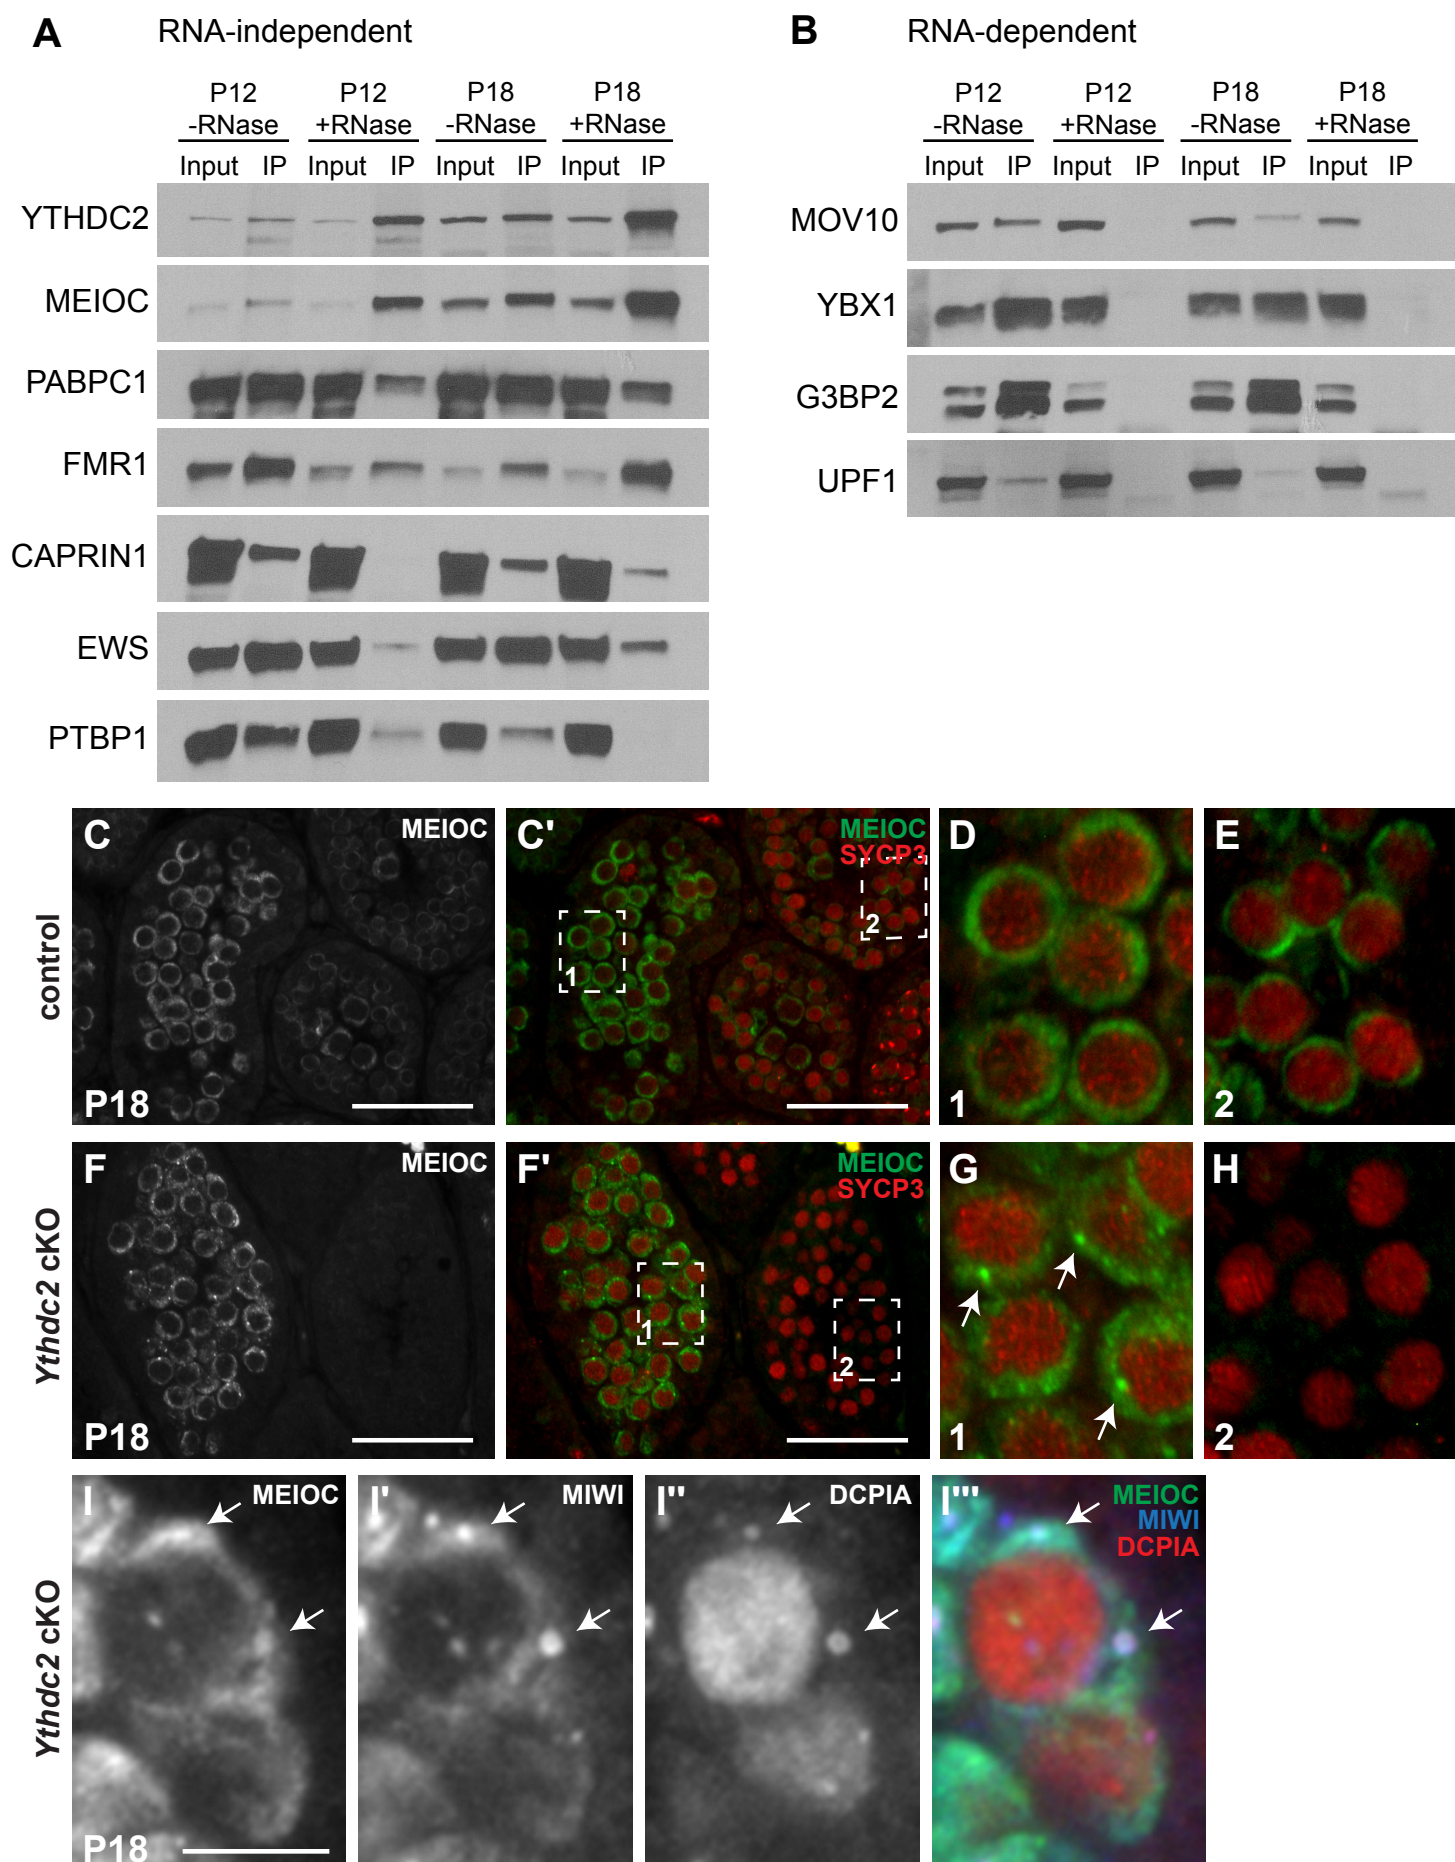 A RNA-independent
P12 P12 P18 P18
-RNase +RNase -RNase +RNase
Input IP Input IP Input IP Input IP
YTHDC2
MEIOC
PABPC1
FMR1
CAPRIN1
EWS
PTBP1
B RNA-dependent
P12 P12 P18 P18
-RNase +RNase -RNase +RNase
Input IP Input IP Input IP Input IP
MOV10
YBX1
G3BP2
UPF1
control
C MEIOC
P18
C' MEIOC
SYCP3
1
2
D
1
E
2
Ythdc2 cKO
F MEIOC
P18
F' MEIOC
SYCP3
1
2
G
1
H
2
Ythdc2 cKO
I MEIOC
P18
I' MIWI
I'' DCPIA
I''' MEIOC
MIWI
DCPIA